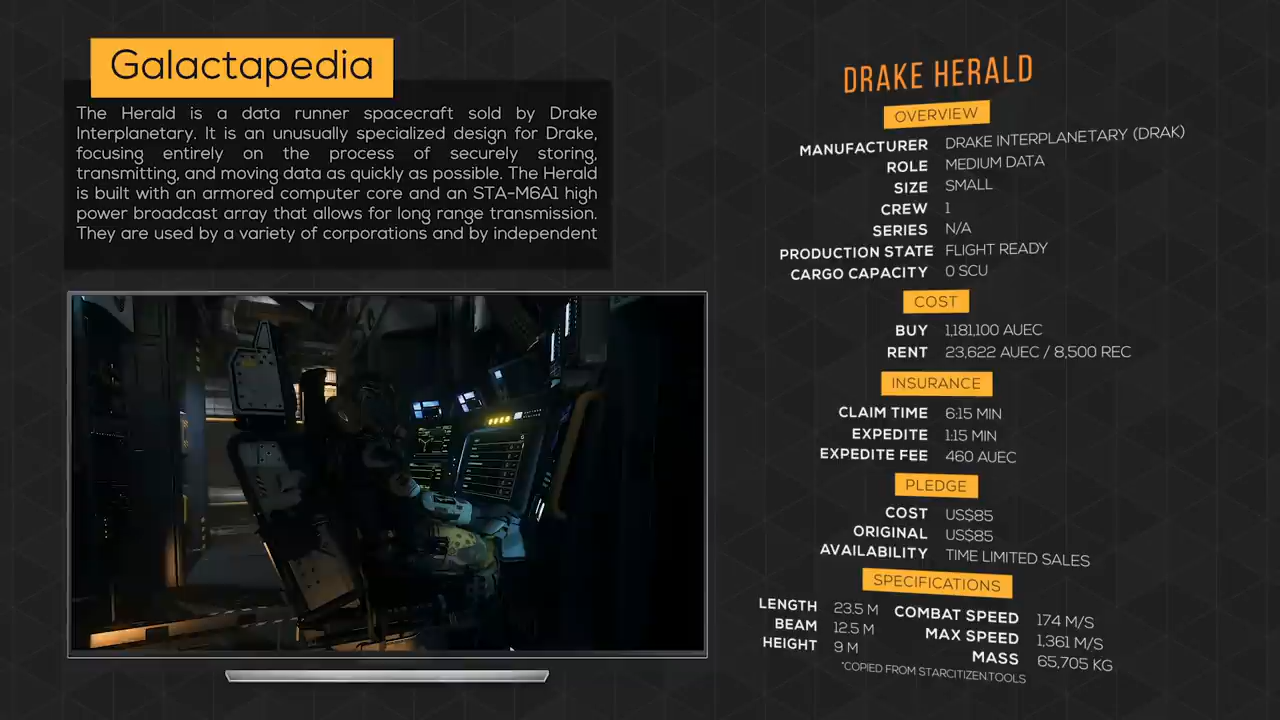 Galactapedia
The Herald is a data runner spacecraft sold by Drake
Interplanetary. It is an unusually specialized design for Drake,
focusing entirely on the process of securely storing,
transmitting, and moving data as quickly as possible. The Herald
is built with an armored computer core and an STA-M6A1 high
power broadcast array that allows for long range transmission.
They are used by a variety of corporations and by independent
DRAKE HERALD
OVERVIEW
MANUFACTURER DRAKE INTERPLANETARY (DRAK)
ROLE MEDIUM DATA
SIZE SMALL
CREW 1
SERIES N/A
PRODUCTION STATE FLIGHT READY
CARGO CAPACITY 0 SCU
COST
BUY 1,181,100 AUEC
RENT 23,622 AUEC / 8,500 REC
INSURANCE
CLAIM TIME 6:15 MIN
EXPEDITE 1:15 MIN
EXPEDITE FEE 460 AUEC
PLEDGE
COST US$85
ORIGINAL US$85
AVAILABILITY TIME LIMITED SALES
SPECIFICATIONS
LENGTH 23.5 M COMBAT SPEED 174 M/S
BEAM 12.5 M MAX SPEED 1,361 M/S
HEIGHT 9 M MASS 65,705 KG
*COPIED FROM STARCITIZEN.TOOLS